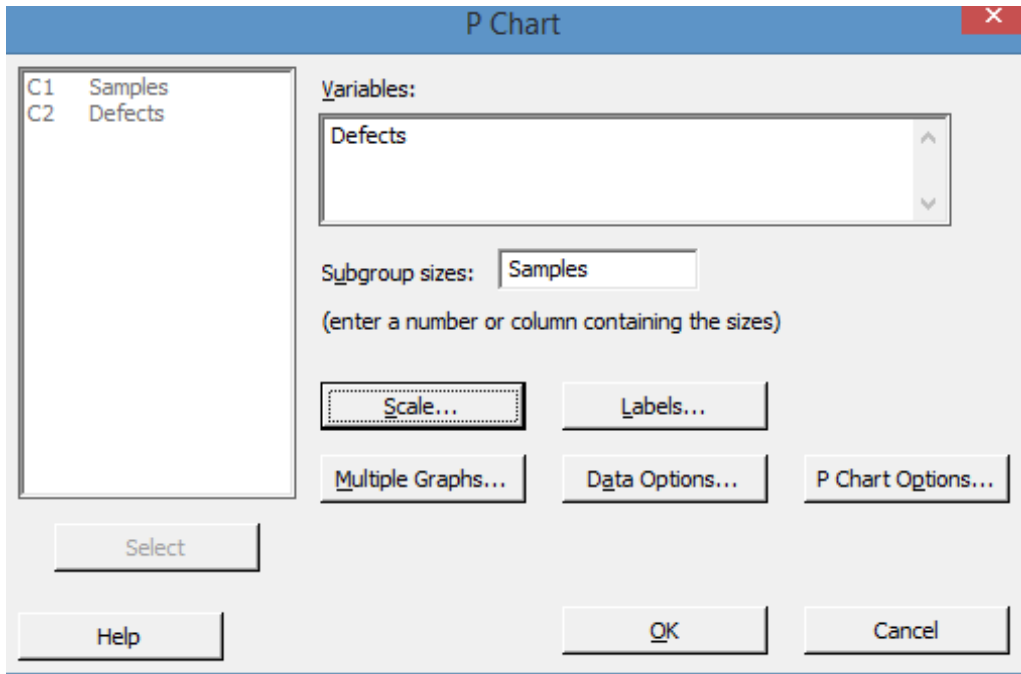 P Chart
C1 Samples
C2 Defects
Variables:
Defects
Subgroup sizes: Samples
(enter a number or column containing the sizes)
Scale... Labels...
Multiple Graphs... Data Options... P Chart Options...
Select
Help OK Cancel